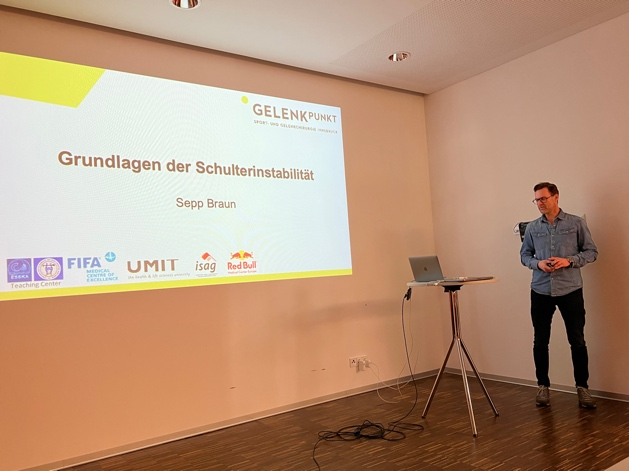 GELENKPUNKT
SPORT- UND GELENKCHIRURGIE INNSBRUCK
Grundlagen der Schulterinstabilität
Sepp Braun
Teaching Center
FIFA
MEDICAL CENTRE OF EXCELLENCE
UMIT
isag
Red Bull